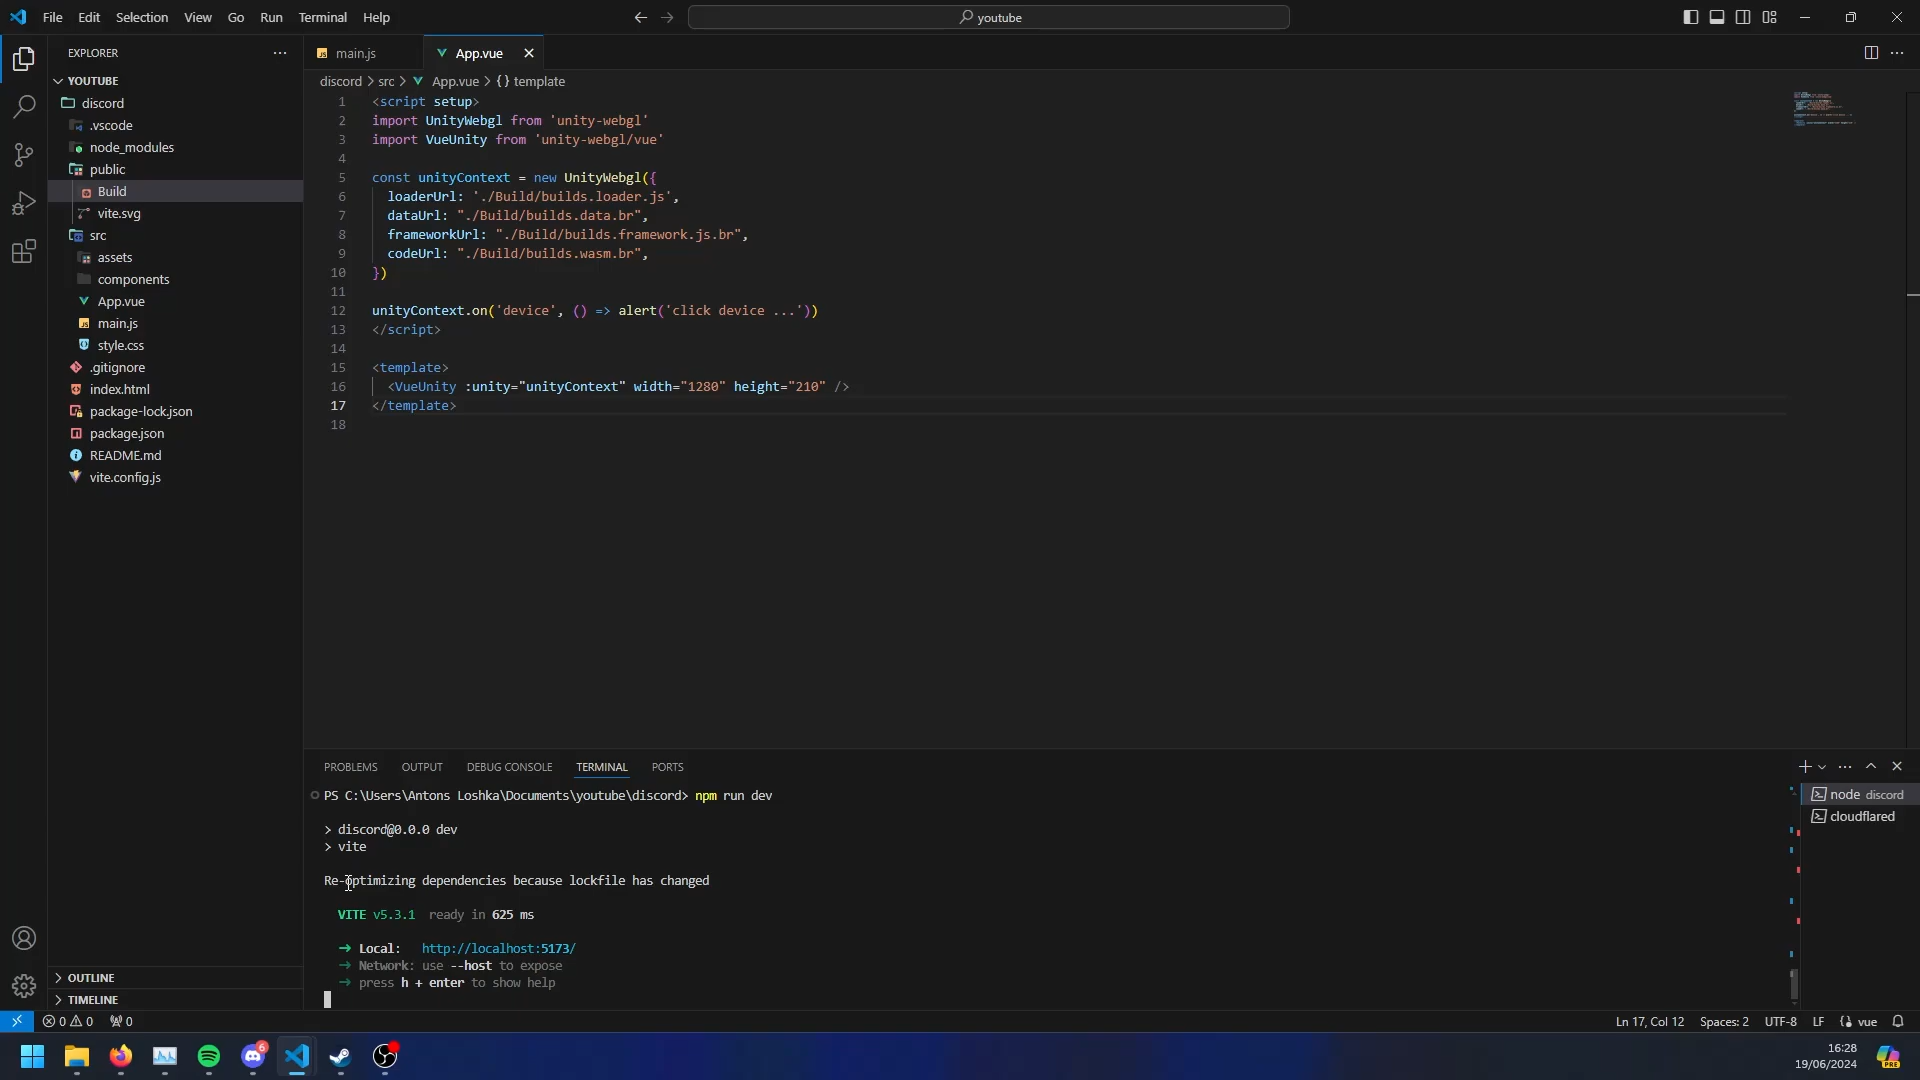 File Edit Selection View Go Run Terminal Help
youtube
EXPLORER
YOUTUBE
discord
.vscode
node_modules
public
Build
vite.svg
src
assets
components
App.vue
main.js
style.css
.gitignore
index.html
package-lock.json
package.json
README.md
vite.config.js
OUTLINE
TIMELINE
main.js
App.vue
discord > src > App.vue > {} template
1 <script setup>
2 import UnityWebgl from 'unity-webgl'
3 import VueUnity from 'unity-webgl/vue'
4
5 const unityContext = new UnityWebgl({
6 loaderUrl: './Build/builds.loader.js',
7 dataUrl: "./Build/builds.data.br",
8 frameworkUrl: "./Build/builds.framework.js.br",
9 codeUrl: "./Build/builds.wasm.br",
10 })
11
12 unityContext.on('device', () => alert('click device ...'))
13 </script>
14
15 <template>
16 <VueUnity :unity="unityContext" width="1280" height="210" />
17 </template>
18
PROBLEMS OUTPUT DEBUG CONSOLE TERMINAL PORTS
PS C:\Users\Antons Loshka\Documents\youtube\discord> npm run dev
> discord@0.0.0 dev
> vite
Re-optimizing dependencies because lockfile has changed
VITE v5.3.1 ready in 625 ms
➜ Local: http://localhost:5173/
➜ Network: use --host to expose
➜ press h + enter to show help
node discord
cloudflared
0 0 0
Ln 17, Col 12 Spaces: 2 UTF-8 LF {} vue
6
16:28
19/06/2024
PRE